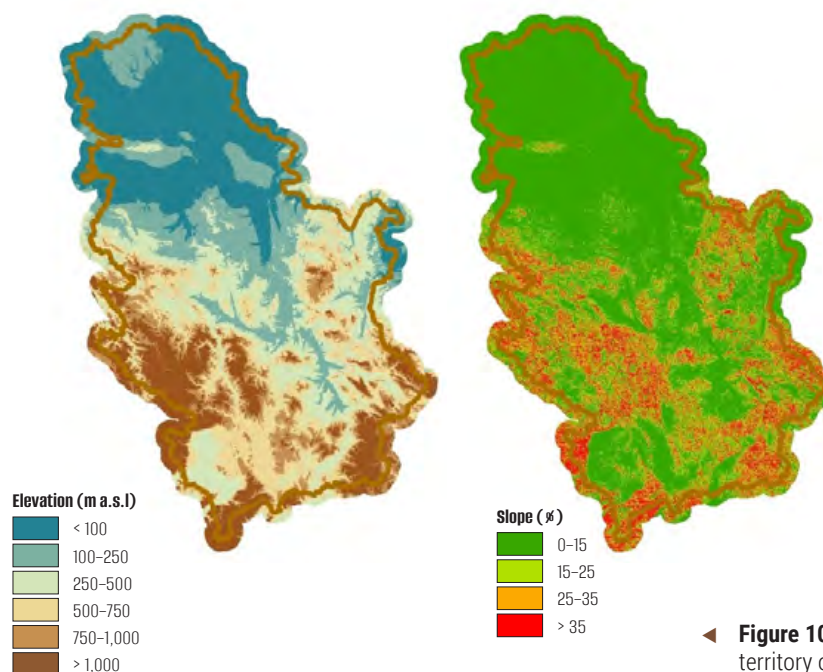 Elevation (m a.s.l)
< 100
100–250
250–500
500–750
750–1,000
> 1,000
Slope (%)
0–15
15–25
25–35
> 35
◄ Figure 10
territory o